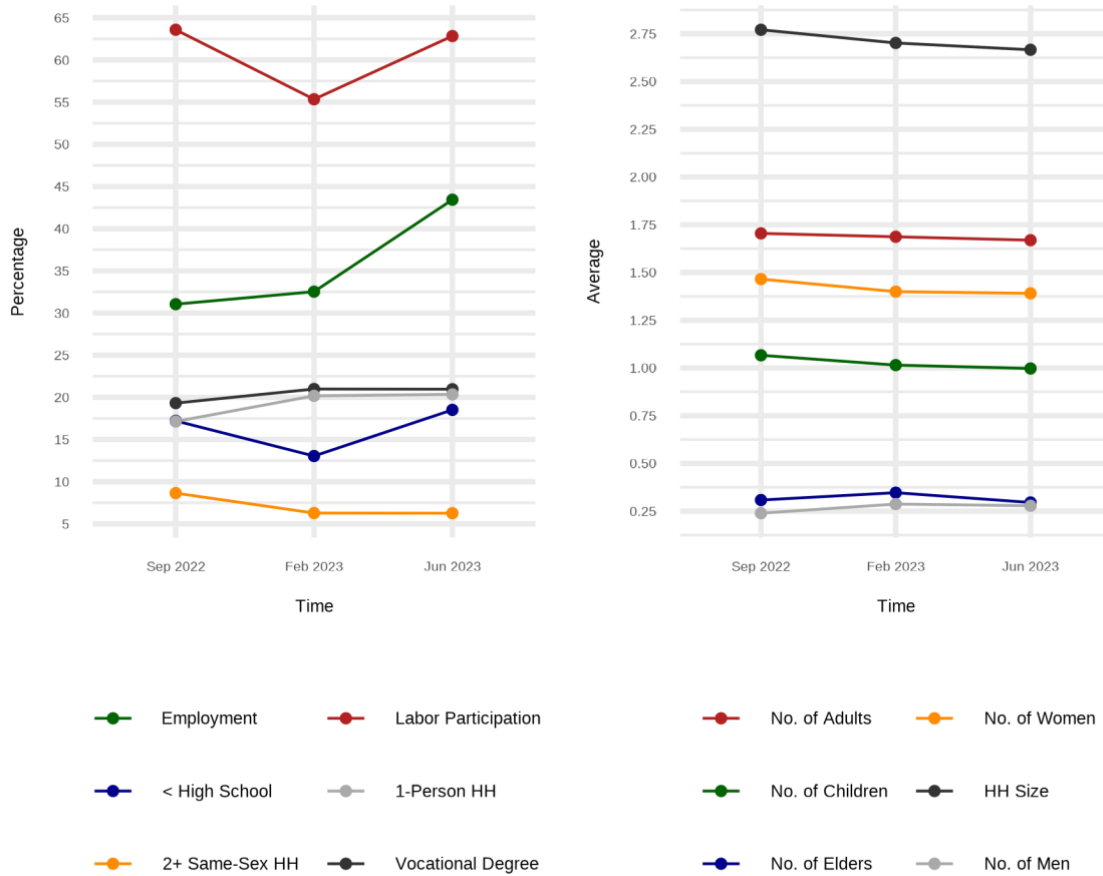 65
60
55
50
45
40
35
30
25
20
15
10
5
Percentage
Sep 2022 Feb 2023 Jun 2023
Time
2.75
2.50
2.25
2.00
1.75
1.50
1.25
1.00
0.75
0.50
0.25
Average
Sep 2022 Feb 2023 Jun 2023
Time
Employment Labor Participation
< High School 1-Person HH
2+ Same-Sex HH Vocational Degree
No. of Adults No. of Women
No. of Children HH Size
No. of Elders No. of Men